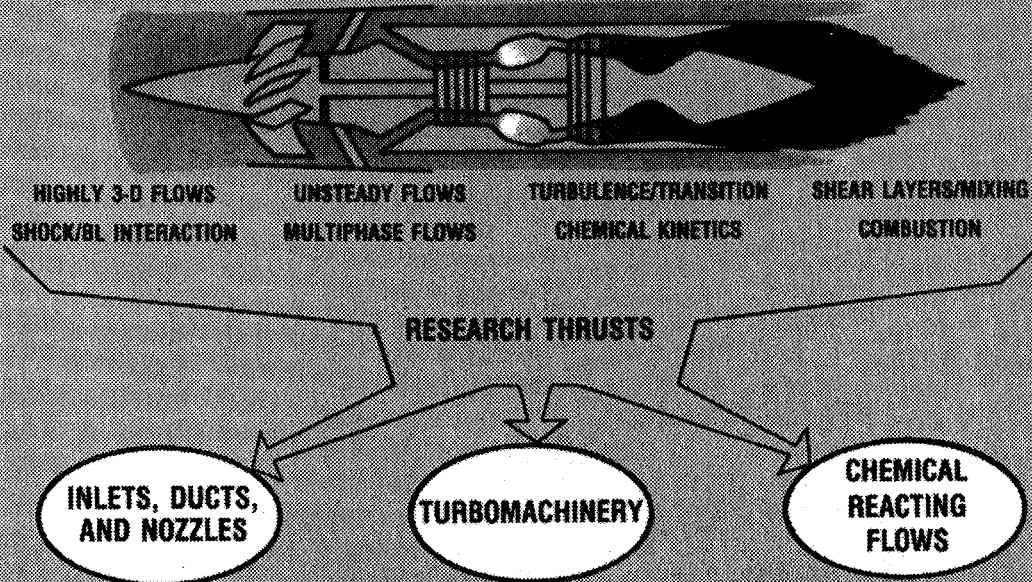 HIGHLY 3-D FLOWS UNSTEADY FLOWS TURBULENCE/TRANSITION SHEAR LAYERS/MIXING
SHOCK/BL INTERACTION MULTIPHASE FLOWS CHEMICAL KINETICS COMBUSTION
RESEARCH THRUSTS
INLETS, DUCTS,
AND NOZZLES
TURBOMACHINERY
CHEMICAL
REACTING
FLOWS